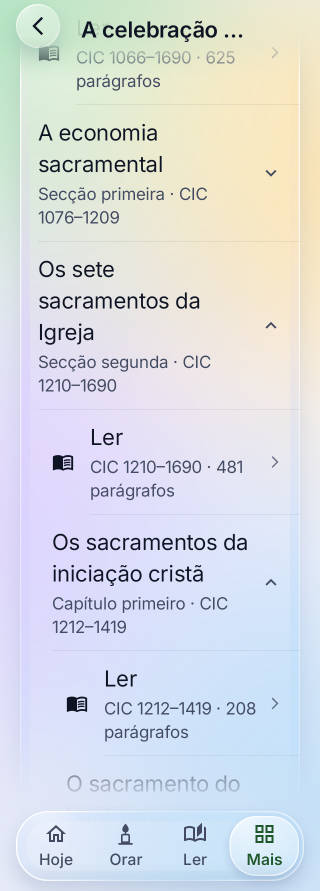 Ler
A celebração ...
CIC 1066–1690 · 625
parágrafos
A economia
sacramental
Secção primeira · CIC
1076–1209
Os sete
sacramentos da
Igreja
Secção segunda · CIC
1210–1690
Ler
CIC 1210–1690 · 481
parágrafos
Os sacramentos da
iniciação cristã
Capítulo primeiro · CIC
1212–1419
Ler
CIC 1212–1419 · 208
parágrafos
O sacramento do
Hoje
Orar
Ler
Mais